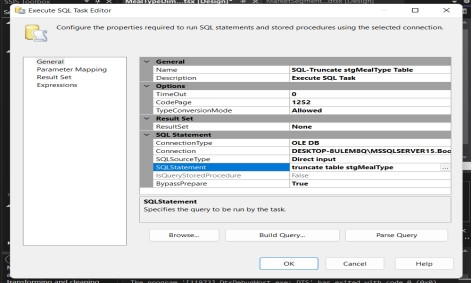 SSIS Toolbox
MealTypeDim...tsx [Design]*
MarketSegment...dtsx [Design]
Execute SQL Task Editor
Configure the properties required to run SQL statements and stored procedures using the selected connection.
General
Parameter Mapping
Result Set
Expressions
General
Name SQL-Truncate stgMealType Table
Description Execute SQL Task
Options
TimeOut 0
CodePage 1252
TypeConversionMode Allowed
Result Set
ResultSet None
SQL Statement
ConnectionType OLE DB
Connection DESKTOP-8ULEM8Q\MSSQLSERVER15.Boo
SQLSourceType Direct input
SQLStatement truncate table stgMealType ...
IsQueryStoredProcedure False
BypassPrepare True
SQLStatement
Specifies the query to be run by the task.
Browse... Build Query... Parse Query
OK Cancel Help
transforming and cleaning
The program '[11973] DtsDebugHost.exe: DTS' has exited with code 0 (0x0)